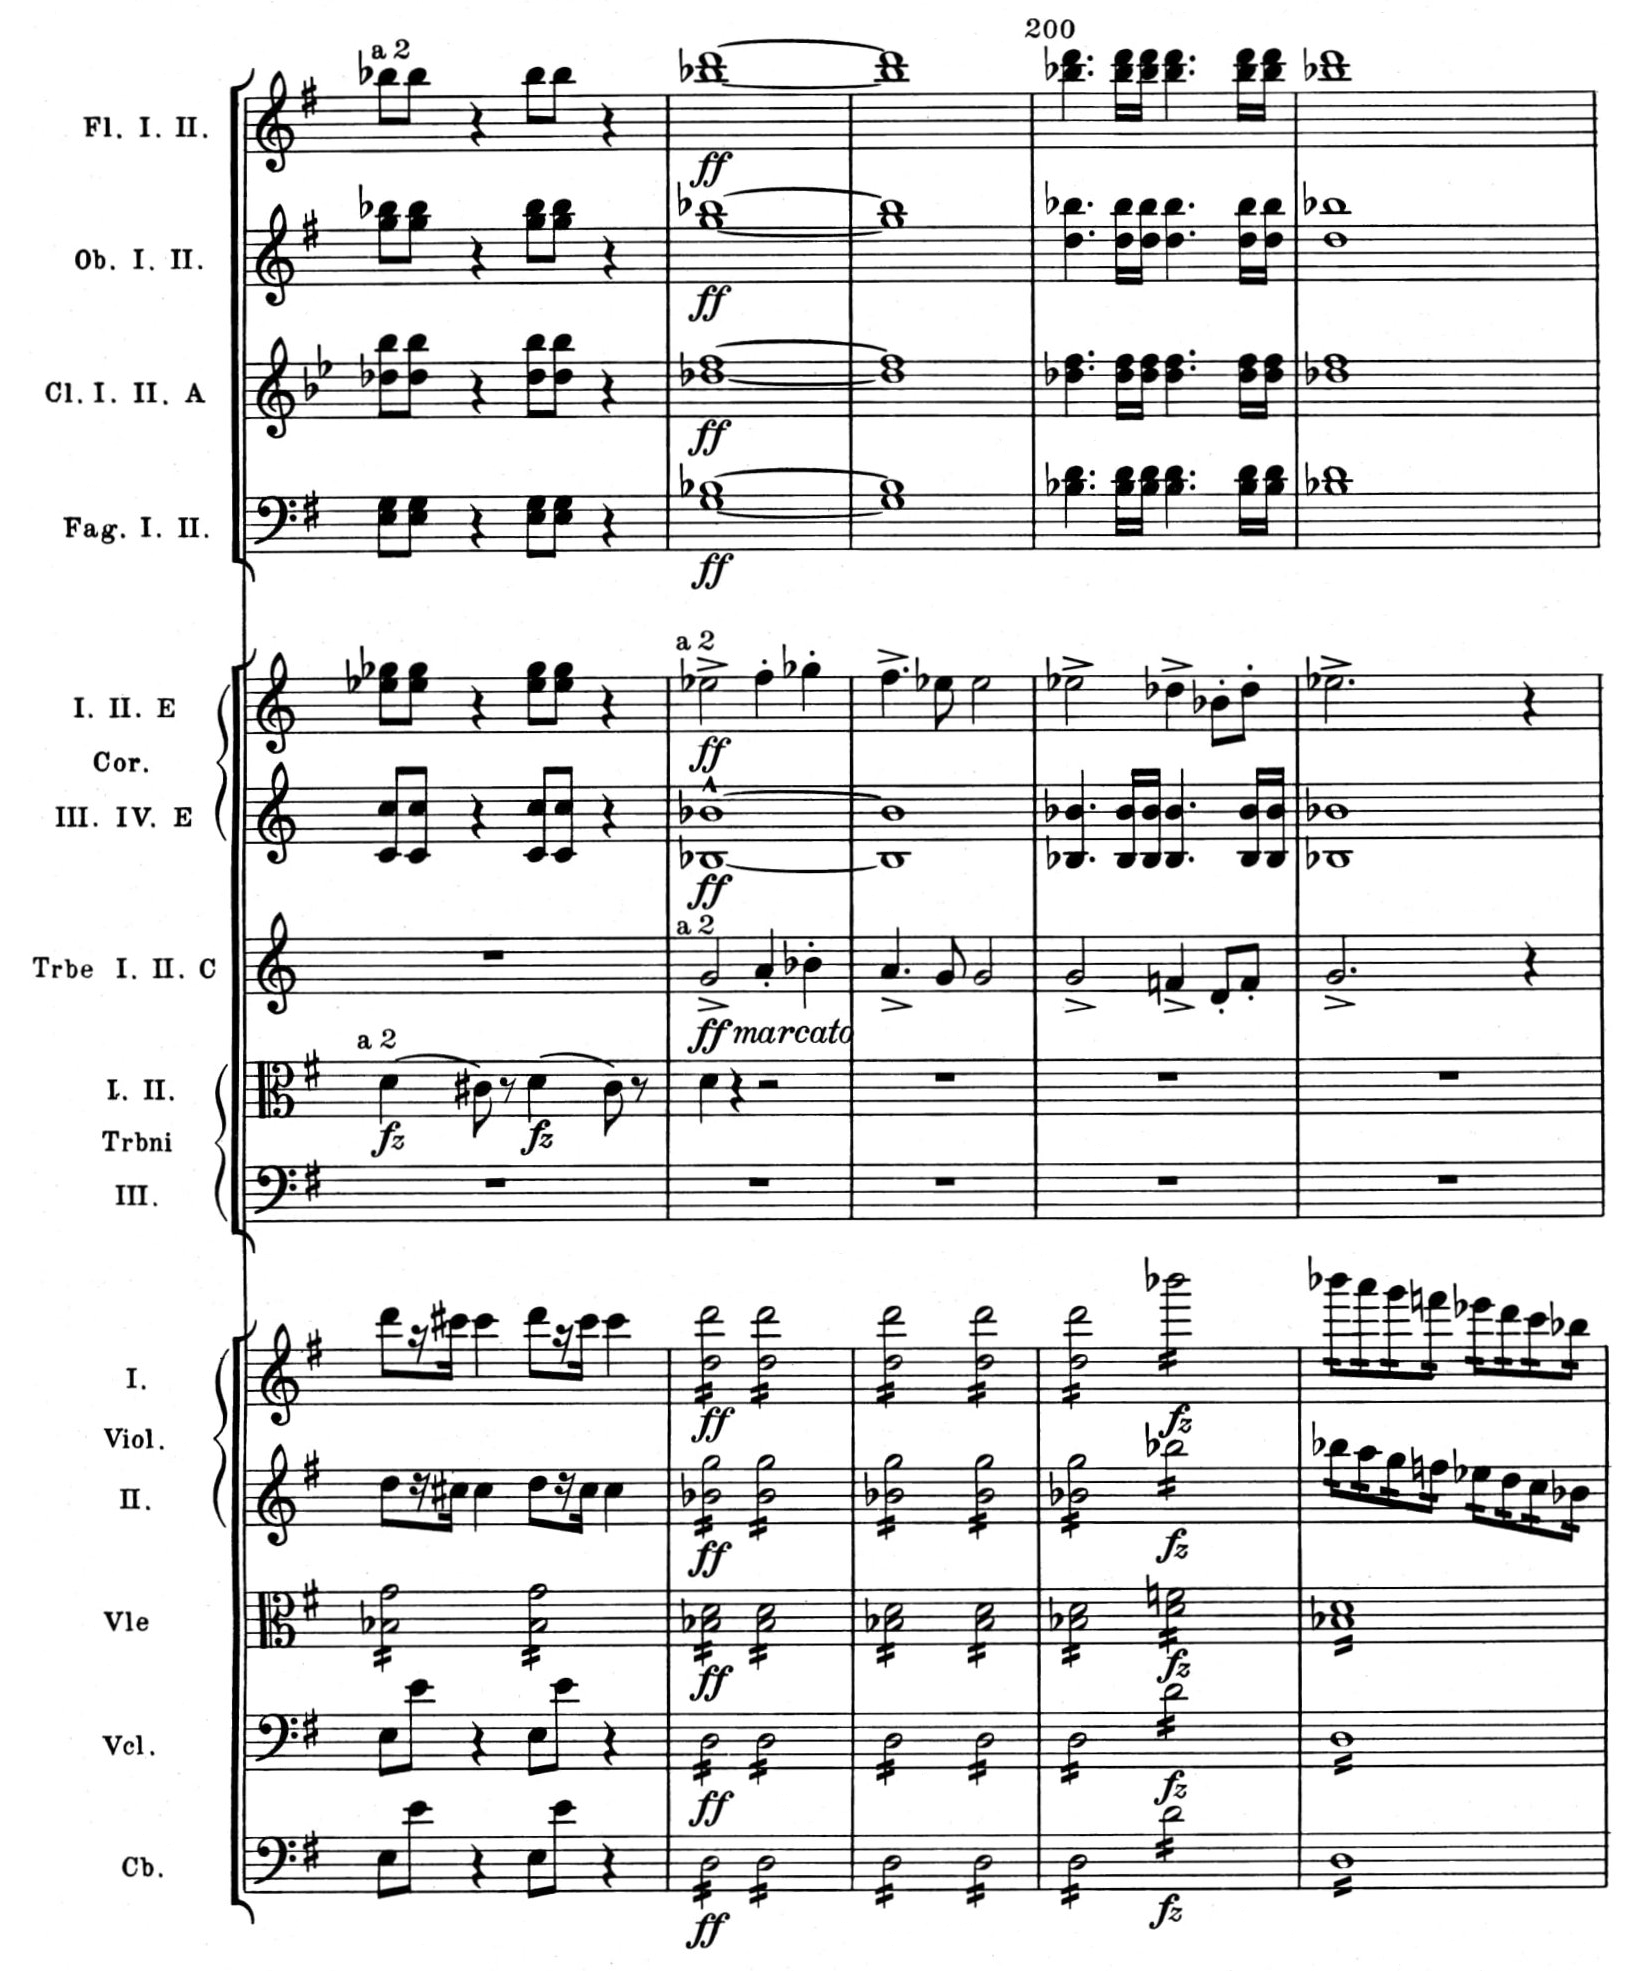 200
a 2
Fl. I. II.
ff
Ob. I. II.
ff
Cl. I. II. A
ff
Fag. I. II.
ff
a 2
I. II. E
ff
Cor.
III. IV. E
ff
a 2
Trbe I. II. C
ff marcato
a 2
I. II.
fz fz
Trbni
III.
I.
ff fz
Viol.
II.
ff fz
Vle
ff fz
Vcl.
ff fz
Cb.
ff fz